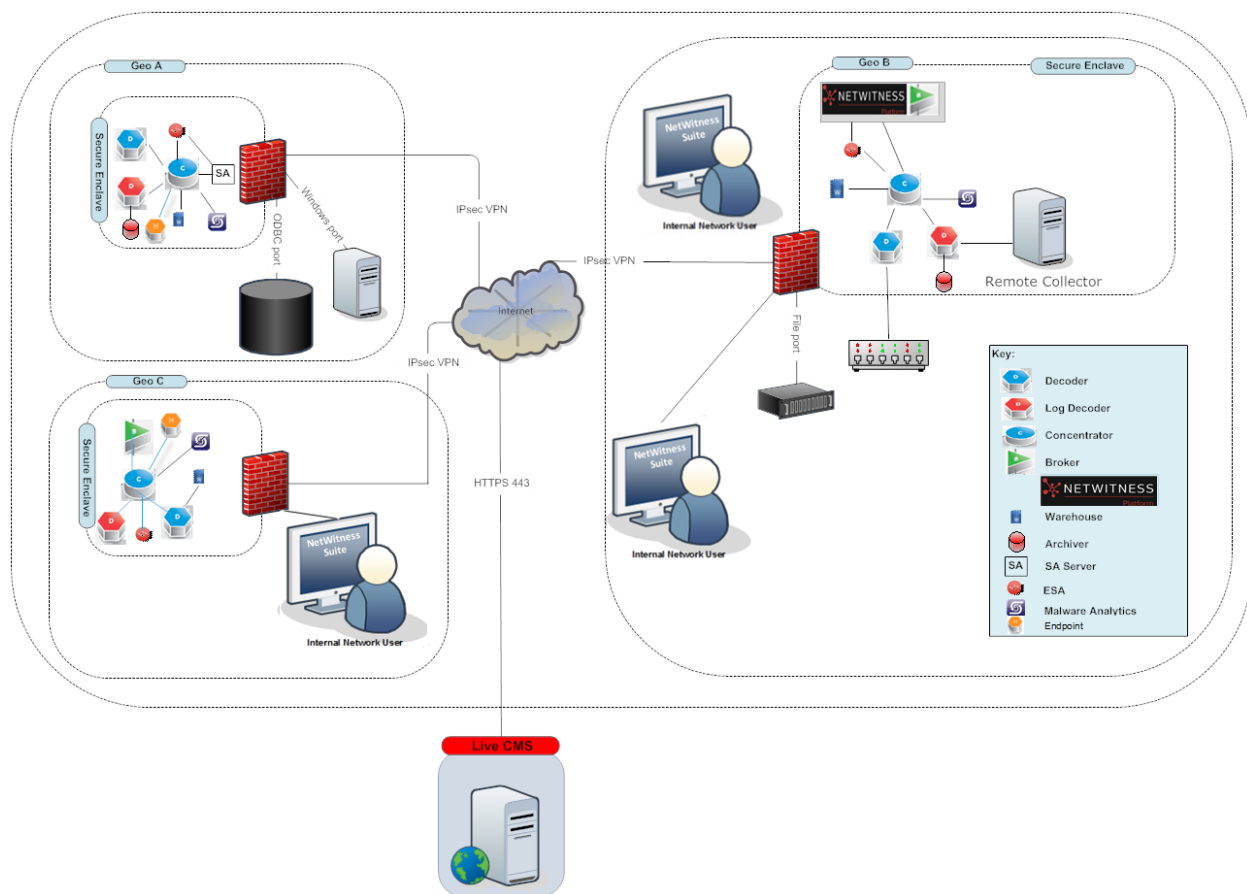 Geo A
Secure Enclave
D
D
C
SA
H
W
ODBC port
Windows port
IPsec VPN
Internet
IPsec VPN
HTTPS 443
Geo C
Secure Enclave
B
H
C
W
D
D
NetWitness
Suite
Internal Network User
Geo B
Secure Enclave
NETWITNESS
Platform
B
NetWitness
Suite
Internal Network User
W
C
D
D
Remote Collector
IPsec VPN
File port
NetWitness
Suite
Internal Network User
Key:
D
Decoder
D
Log Decoder
C
Concentrator
B
Broker
NETWITNESS
Platform
W
Warehouse
Archiver
SA
SA Server
ESA
Malware Analytics
H
Endpoint
Live CMS